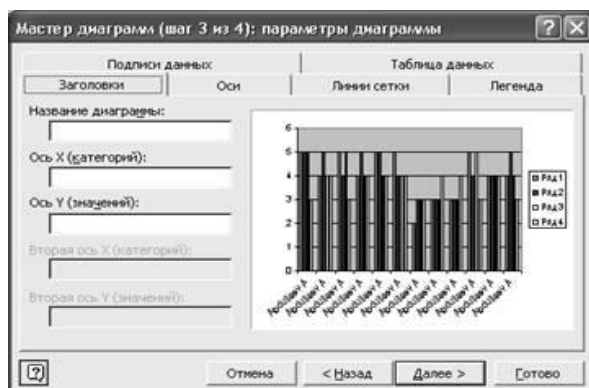 Мастер диаграмм (шаг 3 из 4): параметры диаграммы
Подписи данных
Таблица данных
Заголовки
Оси
Линии сетки
Легенда
Название диаграммы:
Ось X (категорий):
Ось Y (значений):
Вторая ось X (категорий):
Вторая ось Y (значений):
6
5
4
3
2
1
0
Ряд1
Ряд2
Ряд3
Ряд4
Отмена
< Назад
Далее >
Готово